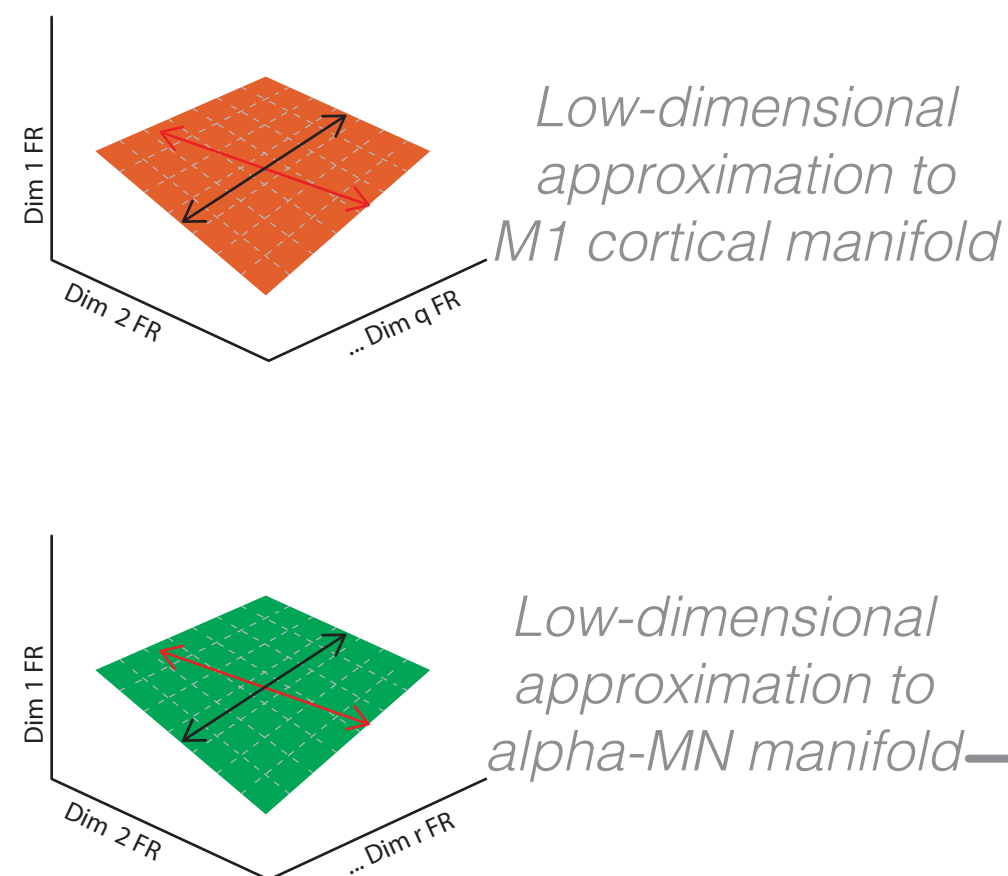 Dim 1 FR
Low-dimensional
approximation to
M1 cortical manifold
Dim 2 FR
... Dim q FR
Dim 1 FR
Low-dimensional
approximation to
alpha-MN manifold
Dim 2 FR
... Dim r FR